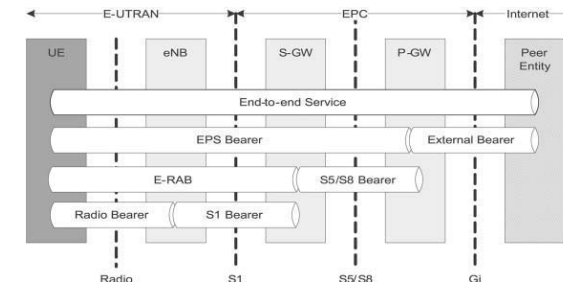 E-UTRAN EPC Internet
UE eNB S-GW P-GW Peer
Entity
End-to-end Service
EPS Bearer External Bearer
E-RAB S5/S8 Bearer
Radio Bearer S1 Bearer
Radio S1 S5/S8 Gi